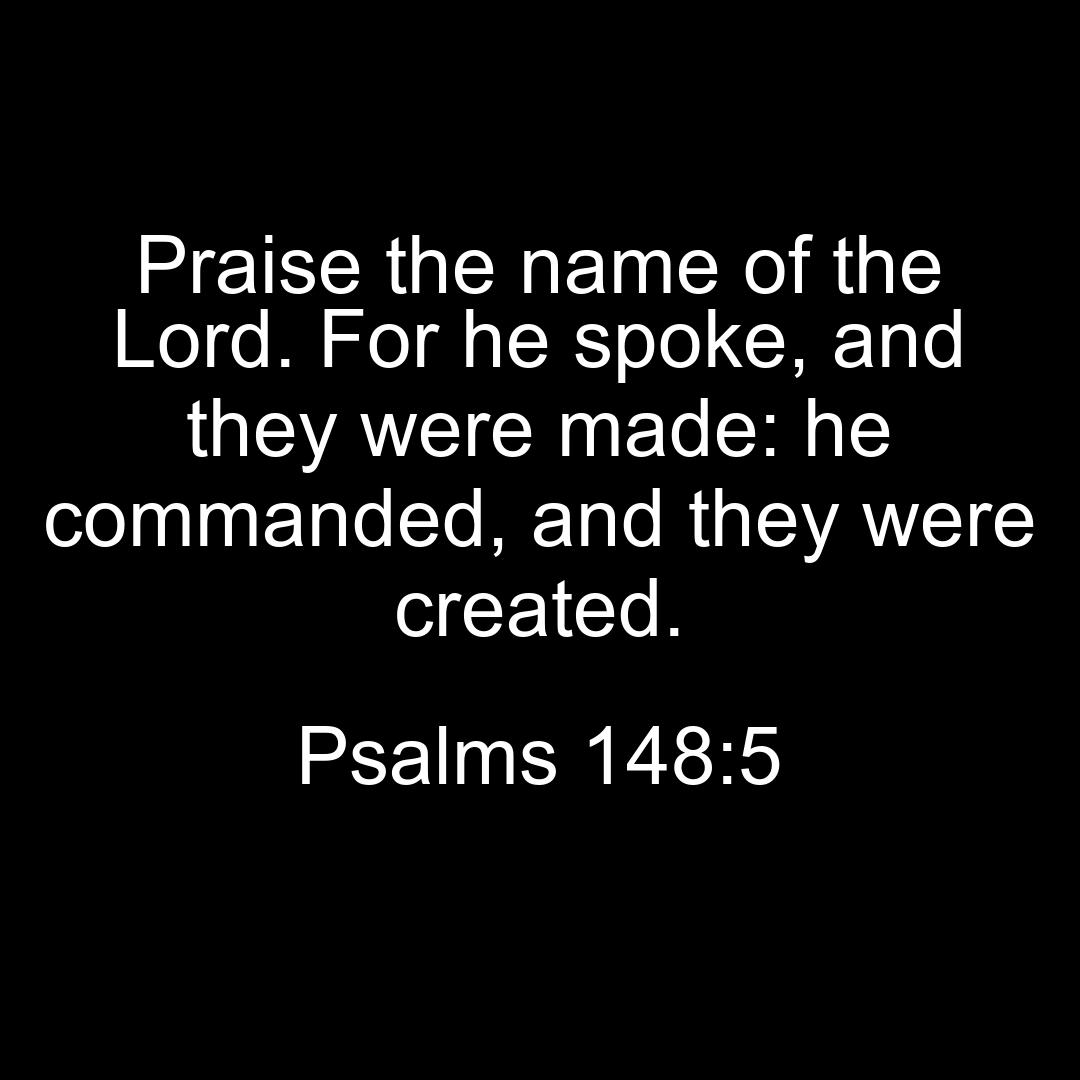 Praise the name of the
Lord. For he spoke, and
they were made: he
commanded, and they were
created.
Psalms 148:5